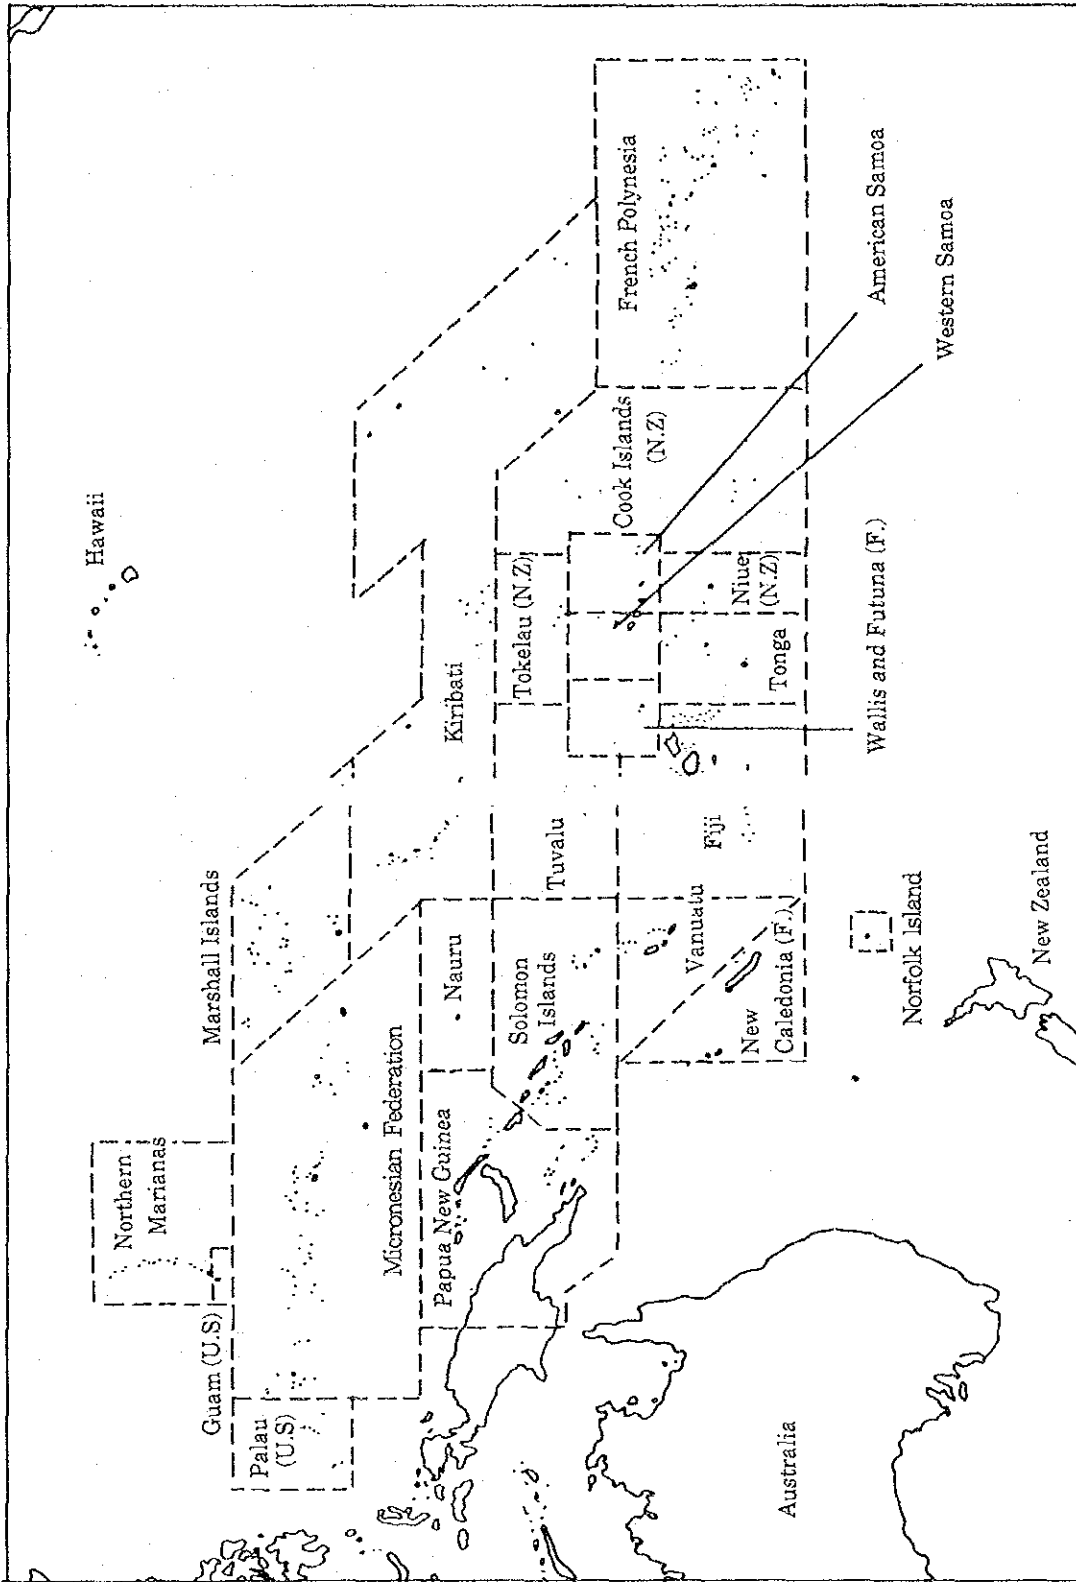 Hawaii
Northern
Marianas
Guam (U.S)
Palau
(U.S)
Marshall Islands
Micronesian Federation
Kiribati
Nauru
Papua New Guinea
Solomon
Islands
Tuvalu
Tokelau (N.Z)
Cook Islands
(N.Z)
French Polynesia
Vanuatu
New
Caledonia (F.)
Fiji
Tonga
Niue
(N.Z)
Wallis and Futuna (F.)
American Samoa
Western Samoa
Norfolk Island
Australia
New Zealand